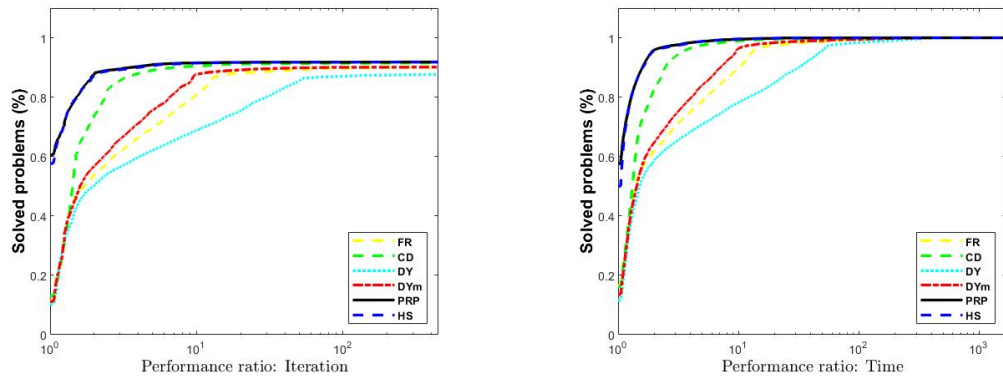 Solved problems (%)
1
0.8
0.6
0.4
0.2
0
10^0
10^1
10^2
Performance ratio: Iteration
FR
CD
DY
DYm
PRP
HS
Solved problems (%)
1
0.8
0.6
0.4
0.2
0
10^0
10^1
10^2
10^3
Performance ratio: Time
FR
CD
DY
DYm
PRP
HS